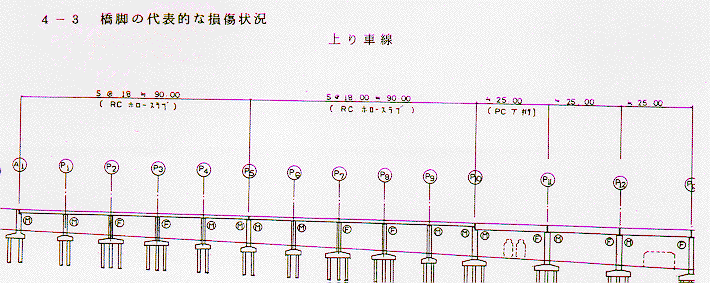 4-3 橋脚の代表的な損傷状況
上り車線
5 @ 18 ≒ 90.00 5 @ 18.00 ≒ 90.00 ≒ 25.00 ≒ 25.00 ≒ 25.00
(RC ホロースラブ) (RC ホロースラブ) (PC T 桁)
A1 P1 P2 P3 P4 P5 P6 P7 P8 P9 P10 P11 P12
M M F F M M M F F M M M F M F M F